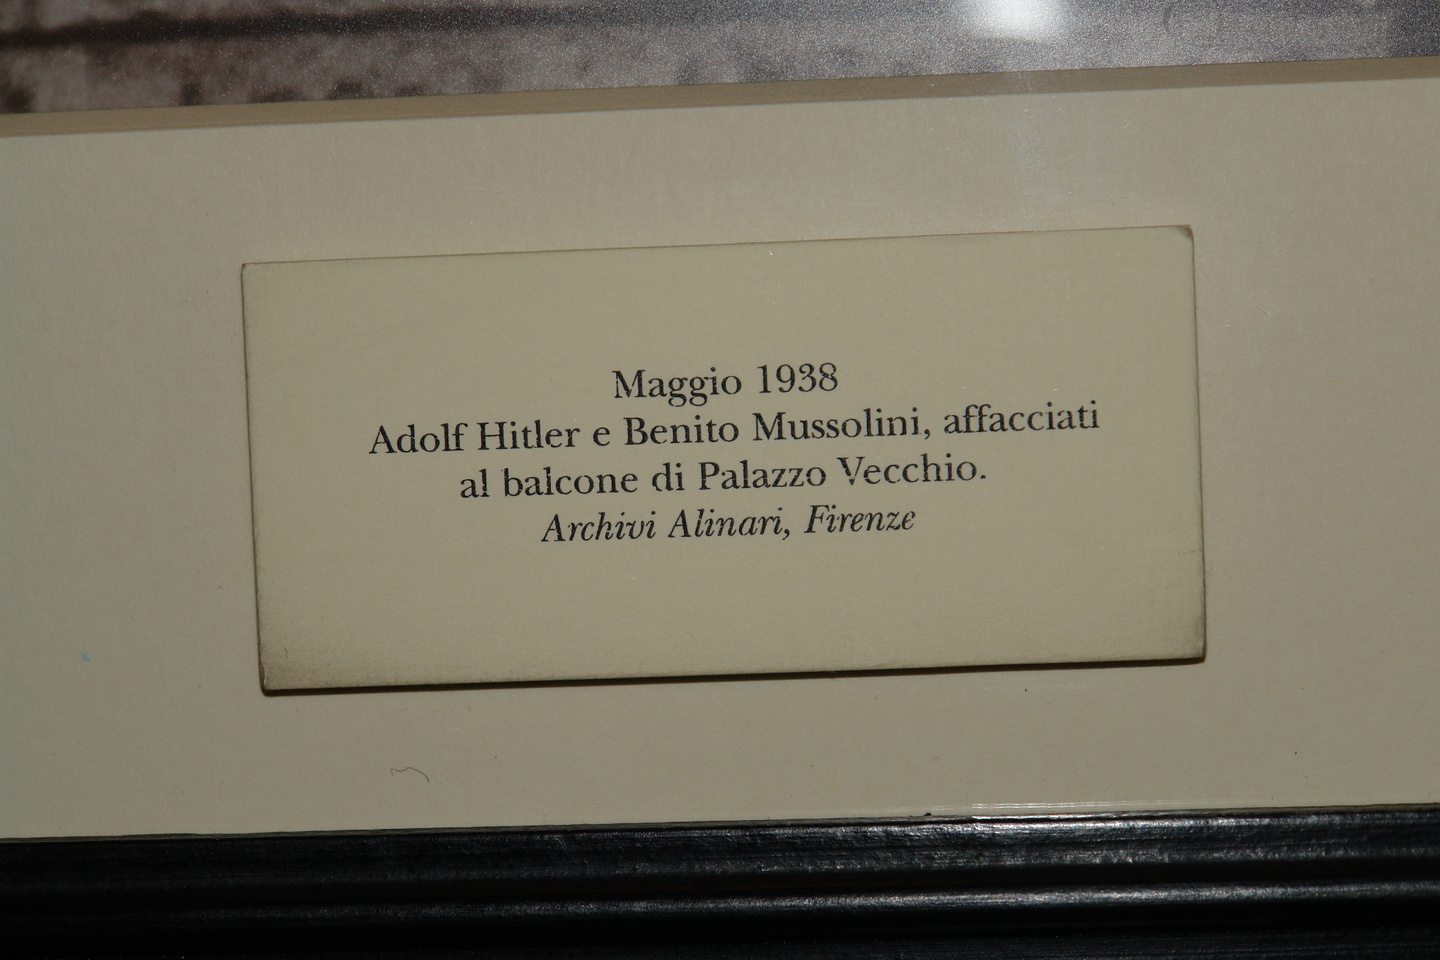 Maggio 1938
Adolf Hitler e Benito Mussolini, affacciati
al balcone di Palazzo Vecchio.
Archivi Alinari, Firenze